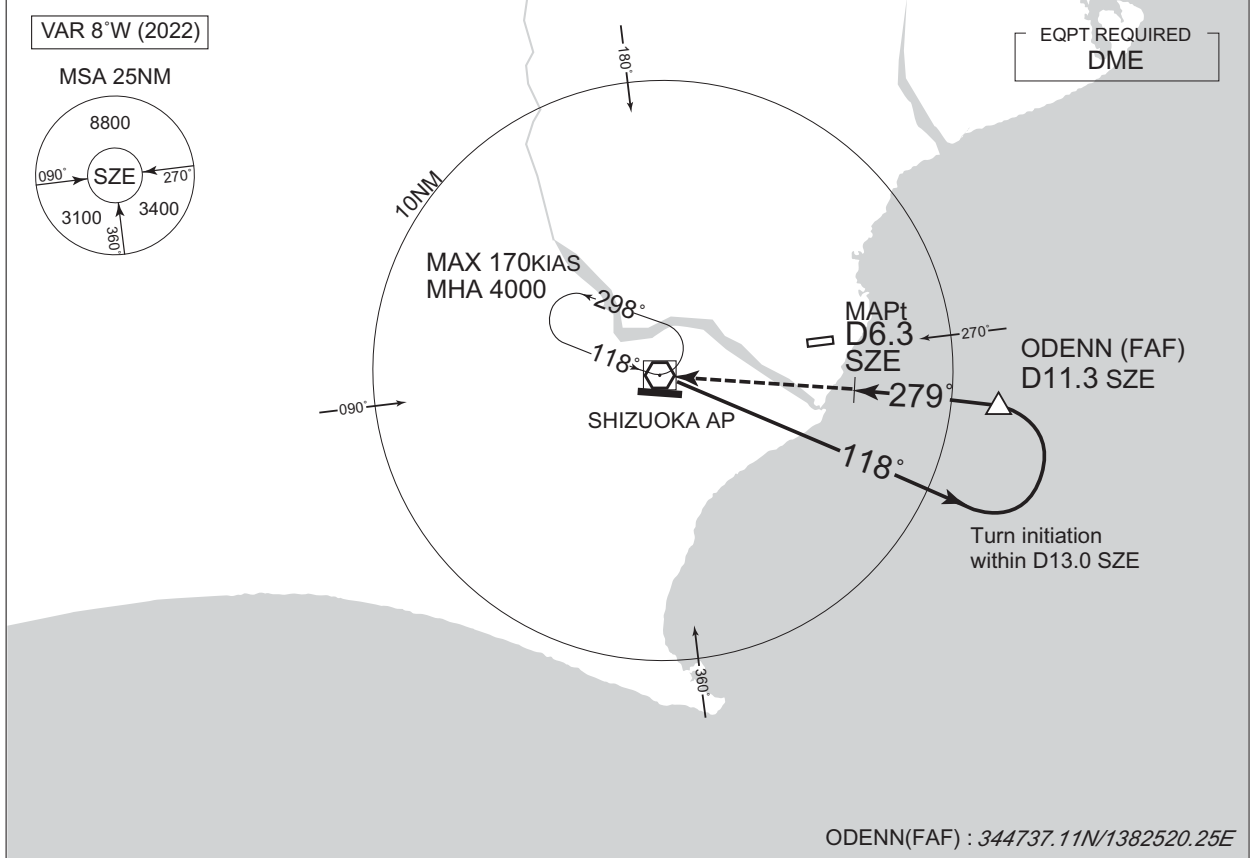 VAR 8°W (2022)
MSA 25NM
8800
090°
SZE
270°
3100
3400
360°
180°
EQPT REQUIRED
DME
10NM
MAX 170KIAS
MHA 4000
298°
118°
MAPt
D6.3
SZE
270°
ODENN (FAF)
D11.3 SZE
279°
090°
SHIZUOKA AP
118°
Turn initiation
within D13.0 SZE
360°
ODENN(FAF) : 344737.11N/1382520.25E